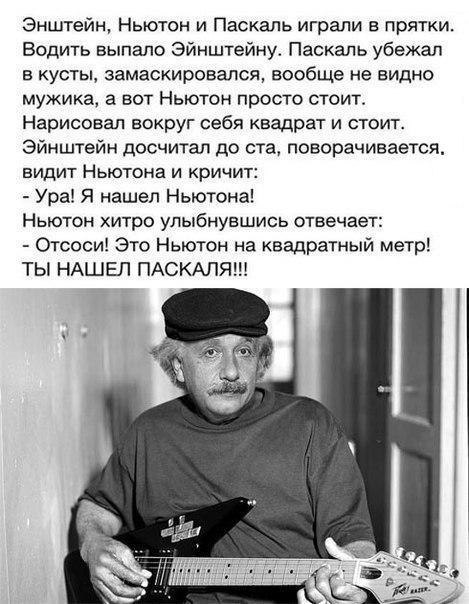 Энштейн, Ньютон и Паскаль играли в прятки.
Водить выпало Эйнштейну. Паскаль убежал
в кусты, замаскировался, вообще не видно
мужика, а вот Ньютон просто стоит.
Нарисовал вокруг себя квадрат и стоит.
Эйнштейн досчитал до ста, поворачивается,
видит Ньютона и кричит:
- Ура! Я нашел Ньютона!
Ньютон хитро улыбнувшись отвечает:
- Отсоси! Это Ньютон на квадратный метр!
ТЫ НАШЕЛ ПАСКАЛЯ!!!
RAZER